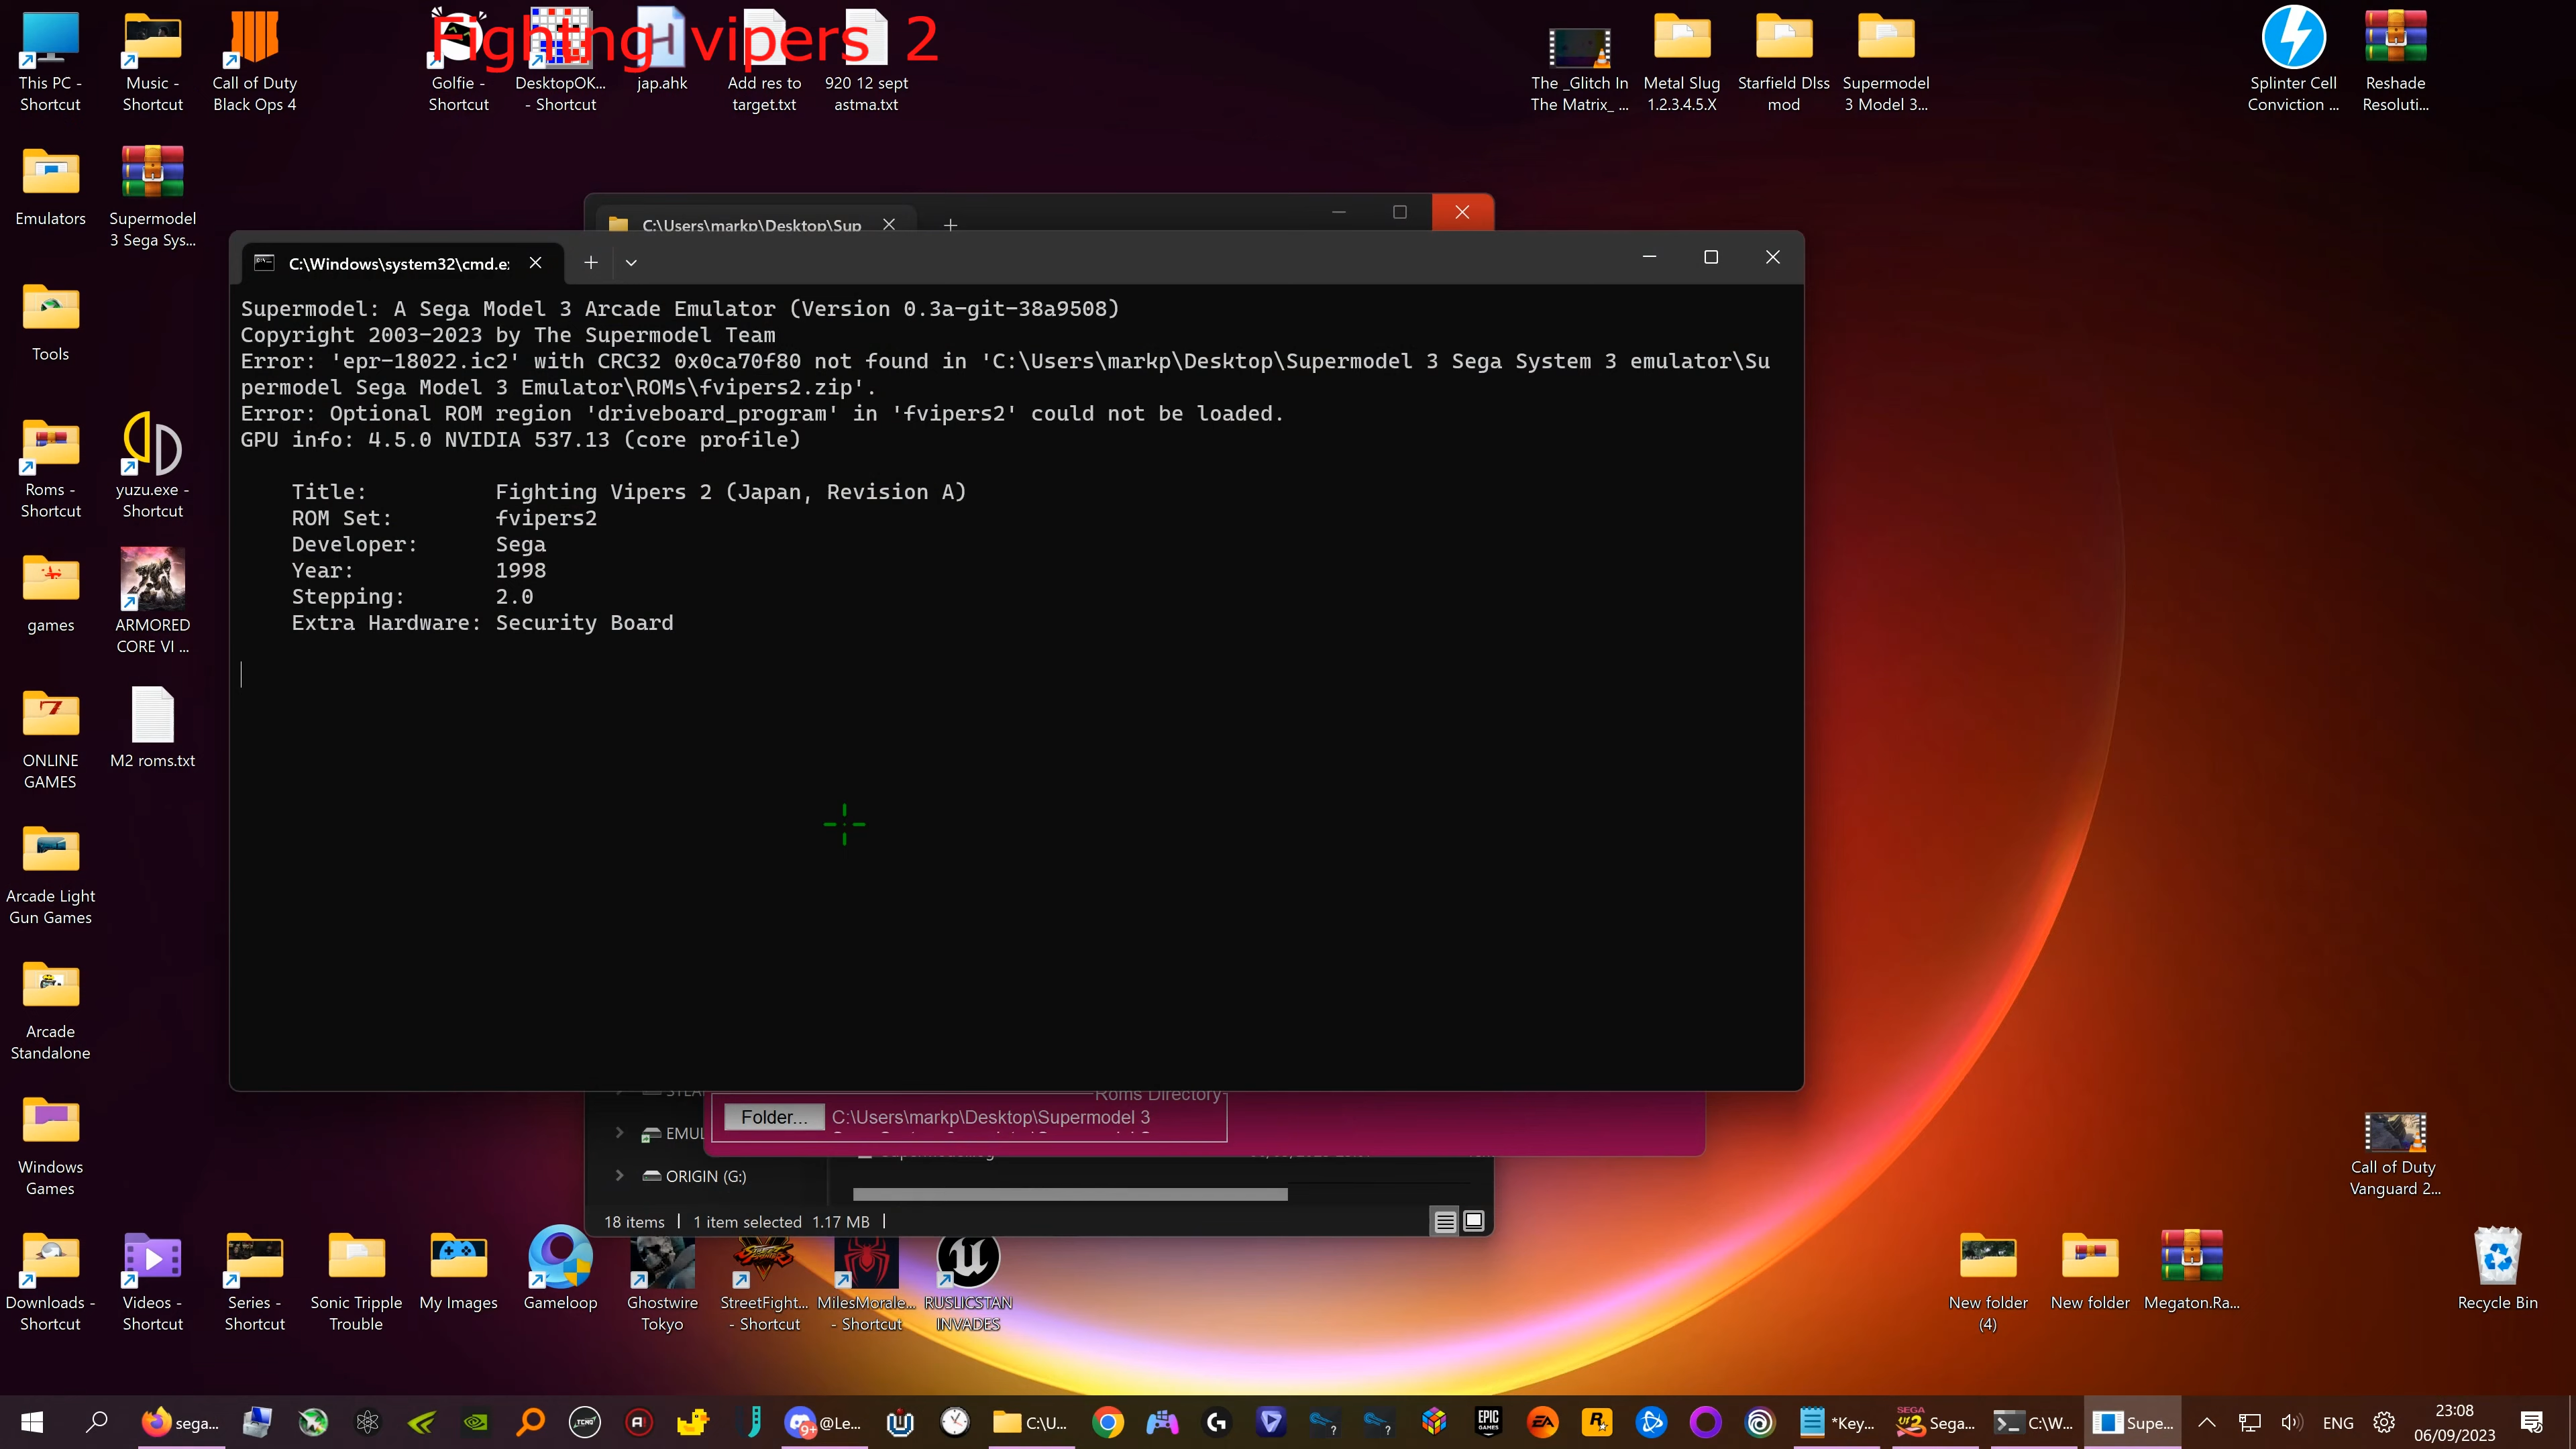 Fightng vipers 2
This PC -
Shortcut
Music -
Shortcut
Call of Duty
Black Ops 4
Golfie -
Shortcut
DesktopOK...
- Shortcut
jap.ahk
Add res to
target.txt
920 12 sept
astma.txt
The _Glitch In
The Matrix_ ...
Metal Slug
1.2.3.4.5.X
Starfield Dlss
mod
Supermodel
3 Model 3...
Splinter Cell
Conviction ...
Reshade
Resoluti...
Emulators
Supermodel
3 Sega Sys...
Tools
Roms -
Shortcut
yuzu.exe -
Shortcut
games
ARMORED
CORE VI ...
ONLINE
GAMES
M2 roms.txt
Arcade Light
Gun Games
Arcade
Standalone
Windows
Games
C:\Users\markp\Desktop\Sup
C:\Windows\system32\cmd.e
Supermodel: A Sega Model 3 Arcade Emulator (Version 0.3a-git-38a9508)
Copyright 2003-2023 by The Supermodel Team
Error: 'epr-18022.ic2' with CRC32 0x0ca70f80 not found in 'C:\Users\markp\Desktop\Supermodel 3 Sega System 3 emulator\Su
permodel Sega Model 3 Emulator\ROMs\fvipers2.zip'.
Error: Optional ROM region 'driveboard_program' in 'fvipers2' could not be loaded.
GPU info: 4.5.0 NVIDIA 537.13 (core profile)
Title: Fighting Vipers 2 (Japan, Revision A)
ROM Set: fvipers2
Developer: Sega
Year: 1998
Stepping: 2.0
Extra Hardware: Security Board
Roms Directory
Folder... C:\Users\markp\Desktop\Supermodel 3
EMUL
ORIGIN (G:)
18 items | 1 item selected 1.17 MB |
Downloads -
Shortcut
Videos -
Shortcut
Series -
Shortcut
Sonic Tripple
Trouble
My Images
Gameloop
Ghostwire
Tokyo
StreetFight...
- Shortcut
MilesMorale...
- Shortcut
RUSLICSTAN
INVADES
Call of Duty
Vanguard 2...
New folder
(4)
New folder
Megaton.Ra...
Recycle Bin
sega...
@Le...
C:\U...
EPIC
GAMES
EA
*Key...
Sega...
C:\W...
Supe...
ENG
23:08
06/09/2023